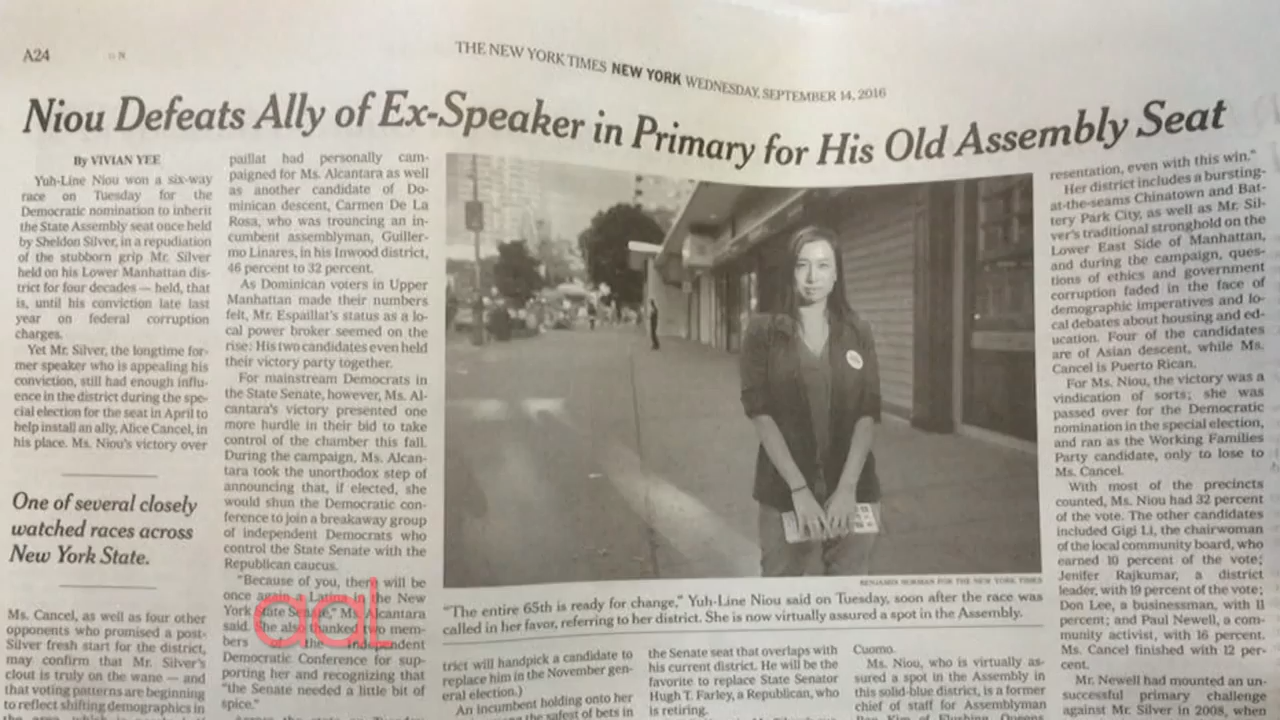 A24
THE NEW YORK TIMES NEW YORK WEDNESDAY, SEPTEMBER 14, 2016
Niou Defeats Ally of Ex-Speaker in Primary for His Old Assembly Seat
By VIVIAN YEE
Yuh-Line Niou won a six-way
race on Tuesday for the
Democratic nomination to inherit
the State Assembly seat once held
by Sheldon Silver, in a repudiation
of the stubborn grip Mr. Silver
held on his Lower Manhattan dis-
trict for four decades — held, that
is, until his conviction late last
year on federal corruption
charges.
Yet Mr. Silver, the longtime for-
mer speaker who is appealing his
conviction, still had enough influ-
ence in the district during the spe-
cial election for the seat in April to
help install an ally, Alice Cancel, in
his place. Ms. Niou's victory over
One of several closely
watched races across
New York State.
Ms. Cancel, as well as four other
opponents who promised a post-
Silver fresh start for the district,
may confirm that Mr. Silver's
clout is truly on the wane — and
that voting patterns are beginning
to reflect shifting demographics in
paillat had personally cam-
paigned for Ms. Alcantara as well
as another candidate of Do-
minican descent, Carmen De La
Rosa, who was trouncing an in-
cumbent assemblyman, Guiller-
mo Linares, in his Inwood district,
46 percent to 32 percent.
As Dominican voters in Upper
Manhattan made their numbers
felt, Mr. Espaillat's status as a lo-
cal power broker seemed on the
rise: His two candidates even held
their victory party together.
For mainstream Democrats in
the State Senate, however, Ms. Al-
cantara's victory presented one
more hurdle in their bid to take
control of the chamber this fall.
During the campaign, Ms. Alcan-
tara took the unorthodox step of
announcing that, if elected, she
would shun the Democratic con-
ference to join a breakaway group
of independent Democrats who
control the State Senate with the
Republican caucus.
"Because of you, there will be
once again a Latina in the New
York State Senate," Ms. Alcantara
said. She also thanked two mem-
bers of the Independent
Democratic Conference for sup-
porting her and recognizing that
"the Senate needed a little bit of
spice."
ad
BENJAMIN NORMAN FOR THE NEW YORK TIMES
"The entire 65th is ready for change," Yuh-Line Niou said on Tuesday, soon after the race was
called in her favor, referring to her district. She is now virtually assured a spot in the Assembly.
trict will handpick a candidate to
replace him in the November gen-
eral election.)
An incumbent holding onto her
the safest of bets in
the Senate seat that overlaps with
his current district. He will be the
favorite to replace State Senator
Hugh T. Farley, a Republican, who
is retiring.
Cuomo.
Ms. Niou, who is virtually as-
sured a spot in the Assembly in
this solid-blue district, is a former
chief of staff for Assemblyman
Ron Kim of Flushing, Queens
resentation, even with this win."
Her district includes a bursting-
at-the-seams Chinatown and Bat-
tery Park City, as well as Mr. Sil-
ver's traditional stronghold on the
Lower East Side of Manhattan,
and during the campaign, ques-
tions of ethics and government
corruption faded in the face of
demographic imperatives and lo-
cal debates about housing and ed-
ucation. Four of the candidates
are of Asian descent, while Ms.
Cancel is Puerto Rican.
For Ms. Niou, the victory was a
vindication of sorts; she was
passed over for the Democratic
nomination in the special election,
and ran as the Working Families
Party candidate, only to lose to
Ms. Cancel.
With most of the precincts
counted, Ms. Niou had 32 percent
of the vote. The other candidates
included Gigi Li, the chairwoman
of the local community board, who
earned 10 percent of the vote;
Jenifer Rajkumar, a district
leader, with 19 percent of the vote;
Don Lee, a businessman, with 11
percent; and Paul Newell, a com-
munity activist, with 16 percent.
Ms. Cancel finished with 12 per-
cent.
Mr. Newell had mounted an un-
successful primary challenge
against Mr. Silver in 2008, when